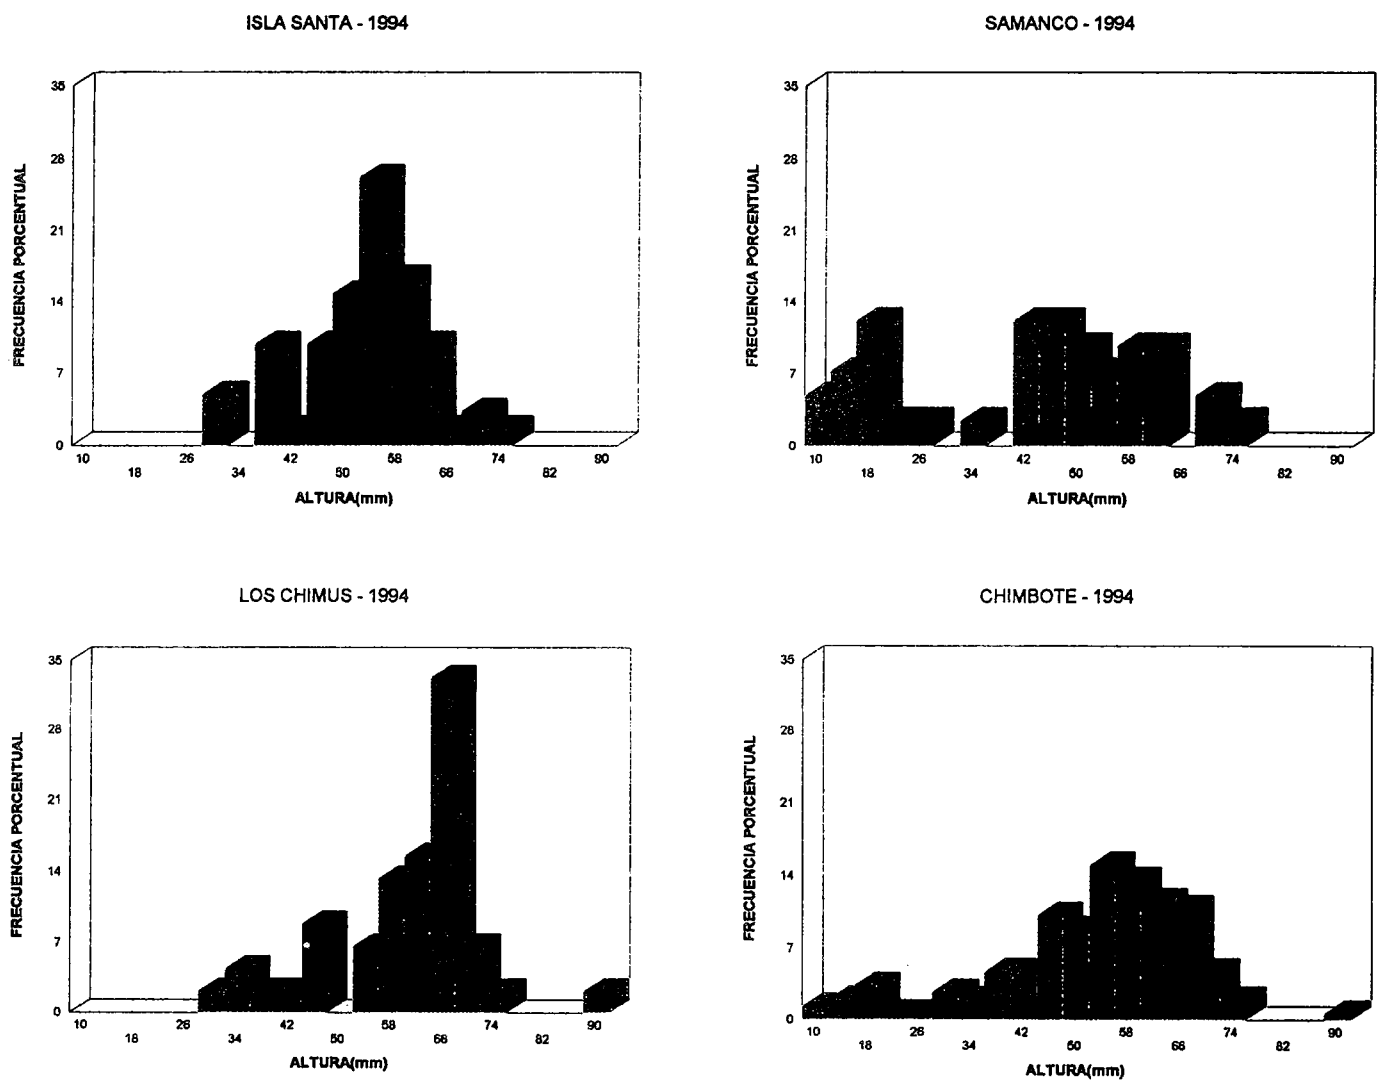 ISLA SANTA - 1994
35
28
21
14
7
0
FRECUENCIA PORCENTUAL
10 26 42 58 74 90
18 34 50 66 82
ALTURA(mm)
SAMANCO - 1994
35
28
21
14
7
0
FRECUENCIA PORCENTUAL
10 26 42 58 74 90
18 34 50 66 82
ALTURA(mm)
LOS CHIMUS - 1994
35
28
21
14
7
0
FRECUENCIA PORCENTUAL
10 26 42 58 74 90
18 34 50 66 82
ALTURA(mm)
CHIMBOTE - 1994
35
28
21
14
7
0
FRECUENCIA PORCENTUAL
10 26 42 58 74 90
18 34 50 66 82
ALTURA(mm)